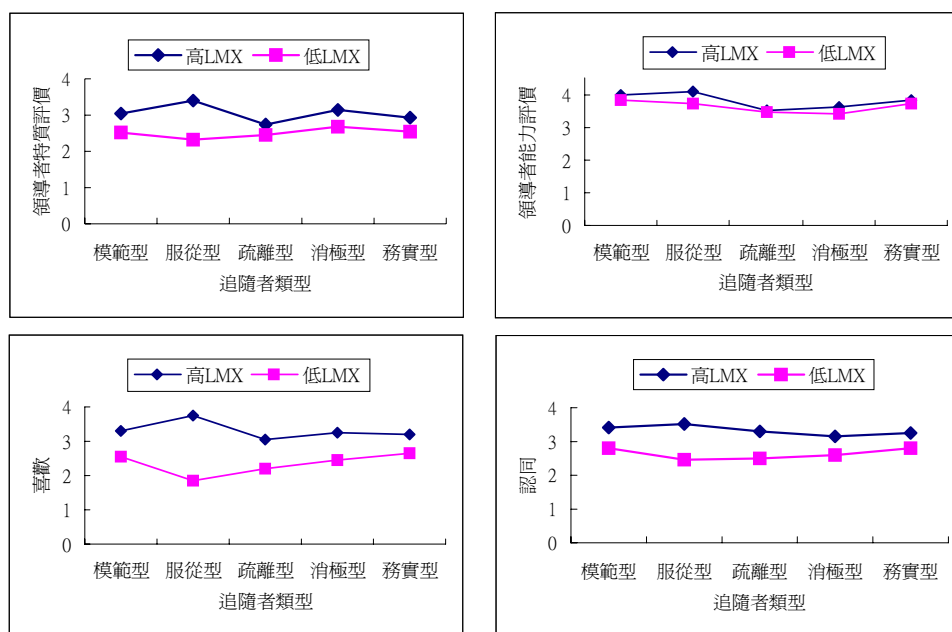 高LMX 低LMX
領導者特質評價
4
3
2
1
0
模範型 服從型 疏離型 消極型 務實型
追隨者類型
高LMX 低LMX
領導者能力評價
4
3
2
1
0
模範型 服從型 疏離型 消極型 務實型
追隨者類型
高LMX 低LMX
喜歡
4
3
2
1
0
模範型 服從型 疏離型 消極型 務實型
追隨者類型
高LMX 低LMX
認同
4
3
2
1
0
模範型 服從型 疏離型 消極型 務實型
追隨者類型